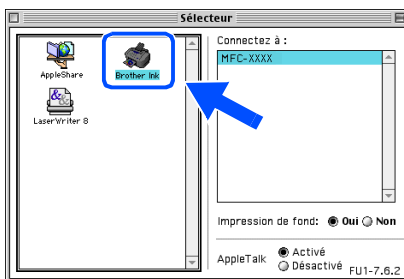 Sélecteur
AppleShare
Brother Ink
LaserWriter 8
Connectez à :
MFC-XXXX
Impression de fond: Oui Non
AppleTalk
Activé
Désactivé
FU1-7.6.2